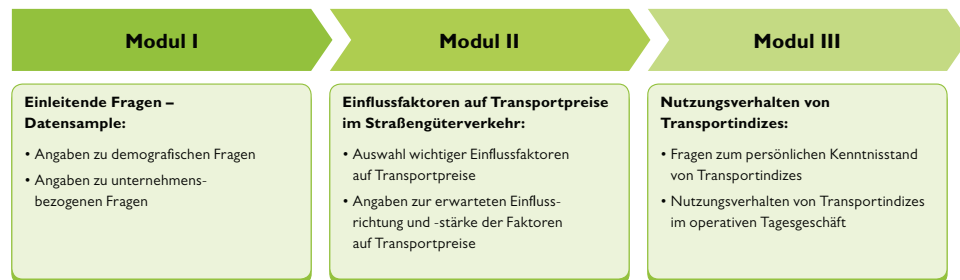 Modul I
Modul II
Modul III
Einleitende Fragen –
Datensample:
• Angaben zu demografischen Fragen
• Angaben zu unternehmens-
bezogenen Fragen
Einflussfaktoren auf Transportpreise
im Straßengüterverkehr:
• Auswahl wichtiger Einflussfaktoren
auf Transportpreise
• Angaben zur erwarteten Einfluss-
richtung und -stärke der Faktoren
auf Transportpreise
Nutzungsverhalten von
Transportindizes:
• Fragen zum persönlichen Kenntnisstand
von Transportindizes
• Nutzungsverhalten von Transportindizes
im operativen Tagesgeschäft